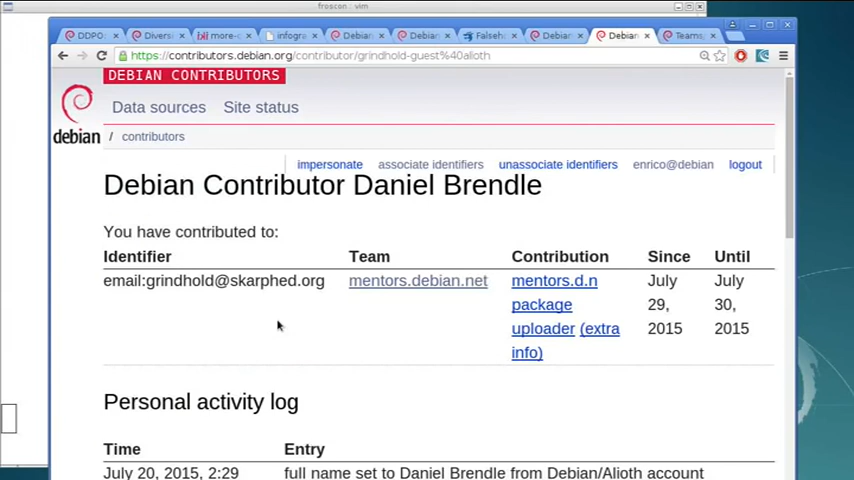 froscon : vim
DDPO:
Diversi
more-c
infogra
Debian
Debian
Falseh
Debian
Debian
Teams
https://contributors.debian.org/contributor/grindhold-guest%40alioth
DEBIAN CONTRIBUTORS
Data sources Site status
debian / contributors
impersonate associate identifiers unassociate identifiers enrico@debian logout
Debian Contributor Daniel Brendle
You have contributed to:
Identifier Team Contribution Since Until
email:grindhold@skarphed.org mentors.debian.net mentors.d.n July July
package 29, 30,
uploader (extra 2015 2015
info)
Personal activity log
Time Entry
July 20, 2015, 2:29 full name set to Daniel Brendle from Debian/Alioth account